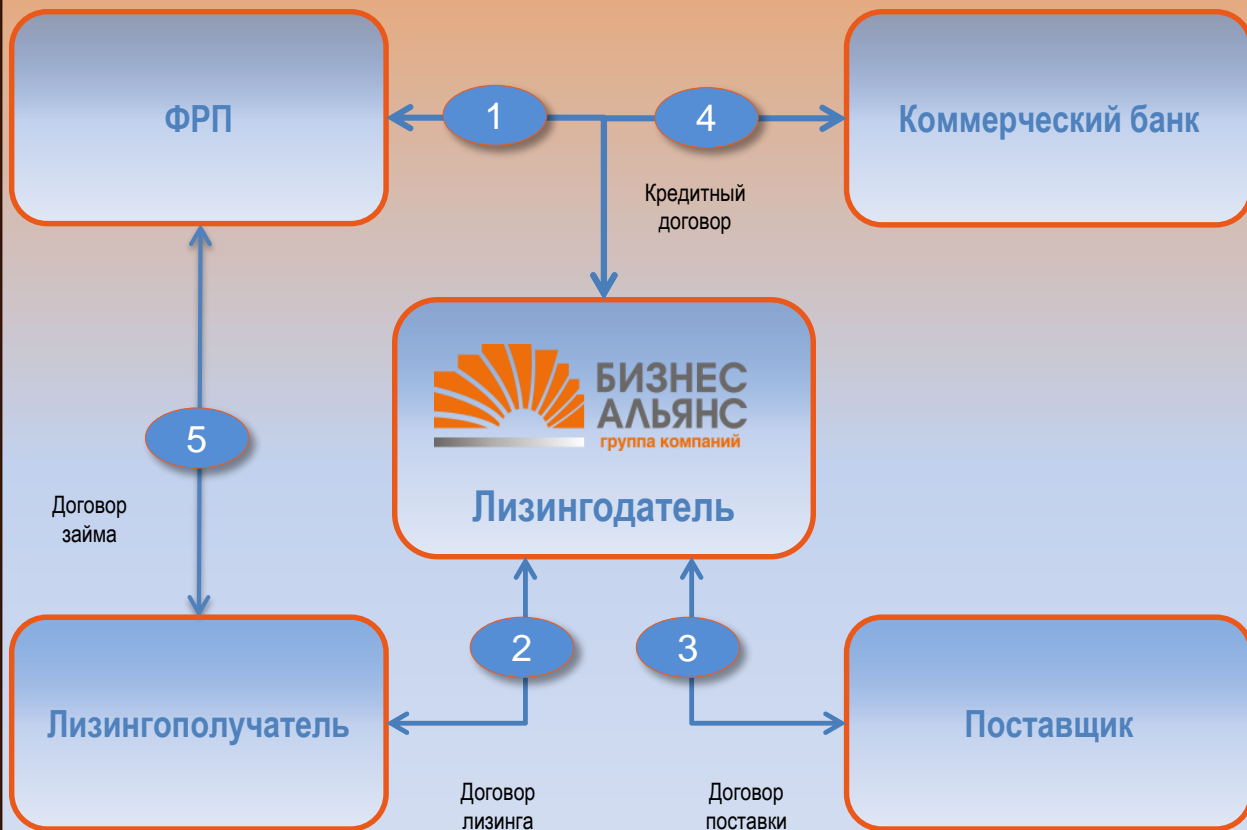 ФРП
1
4
Коммерческий банк
Кредитный
договор
БИЗНЕС
АЛЬЯНС
группа компаний
Лизингодатель
5
Договор
займа
2
3
Лизингополучатель
Поставщик
Договор
лизинга
Договор
поставки